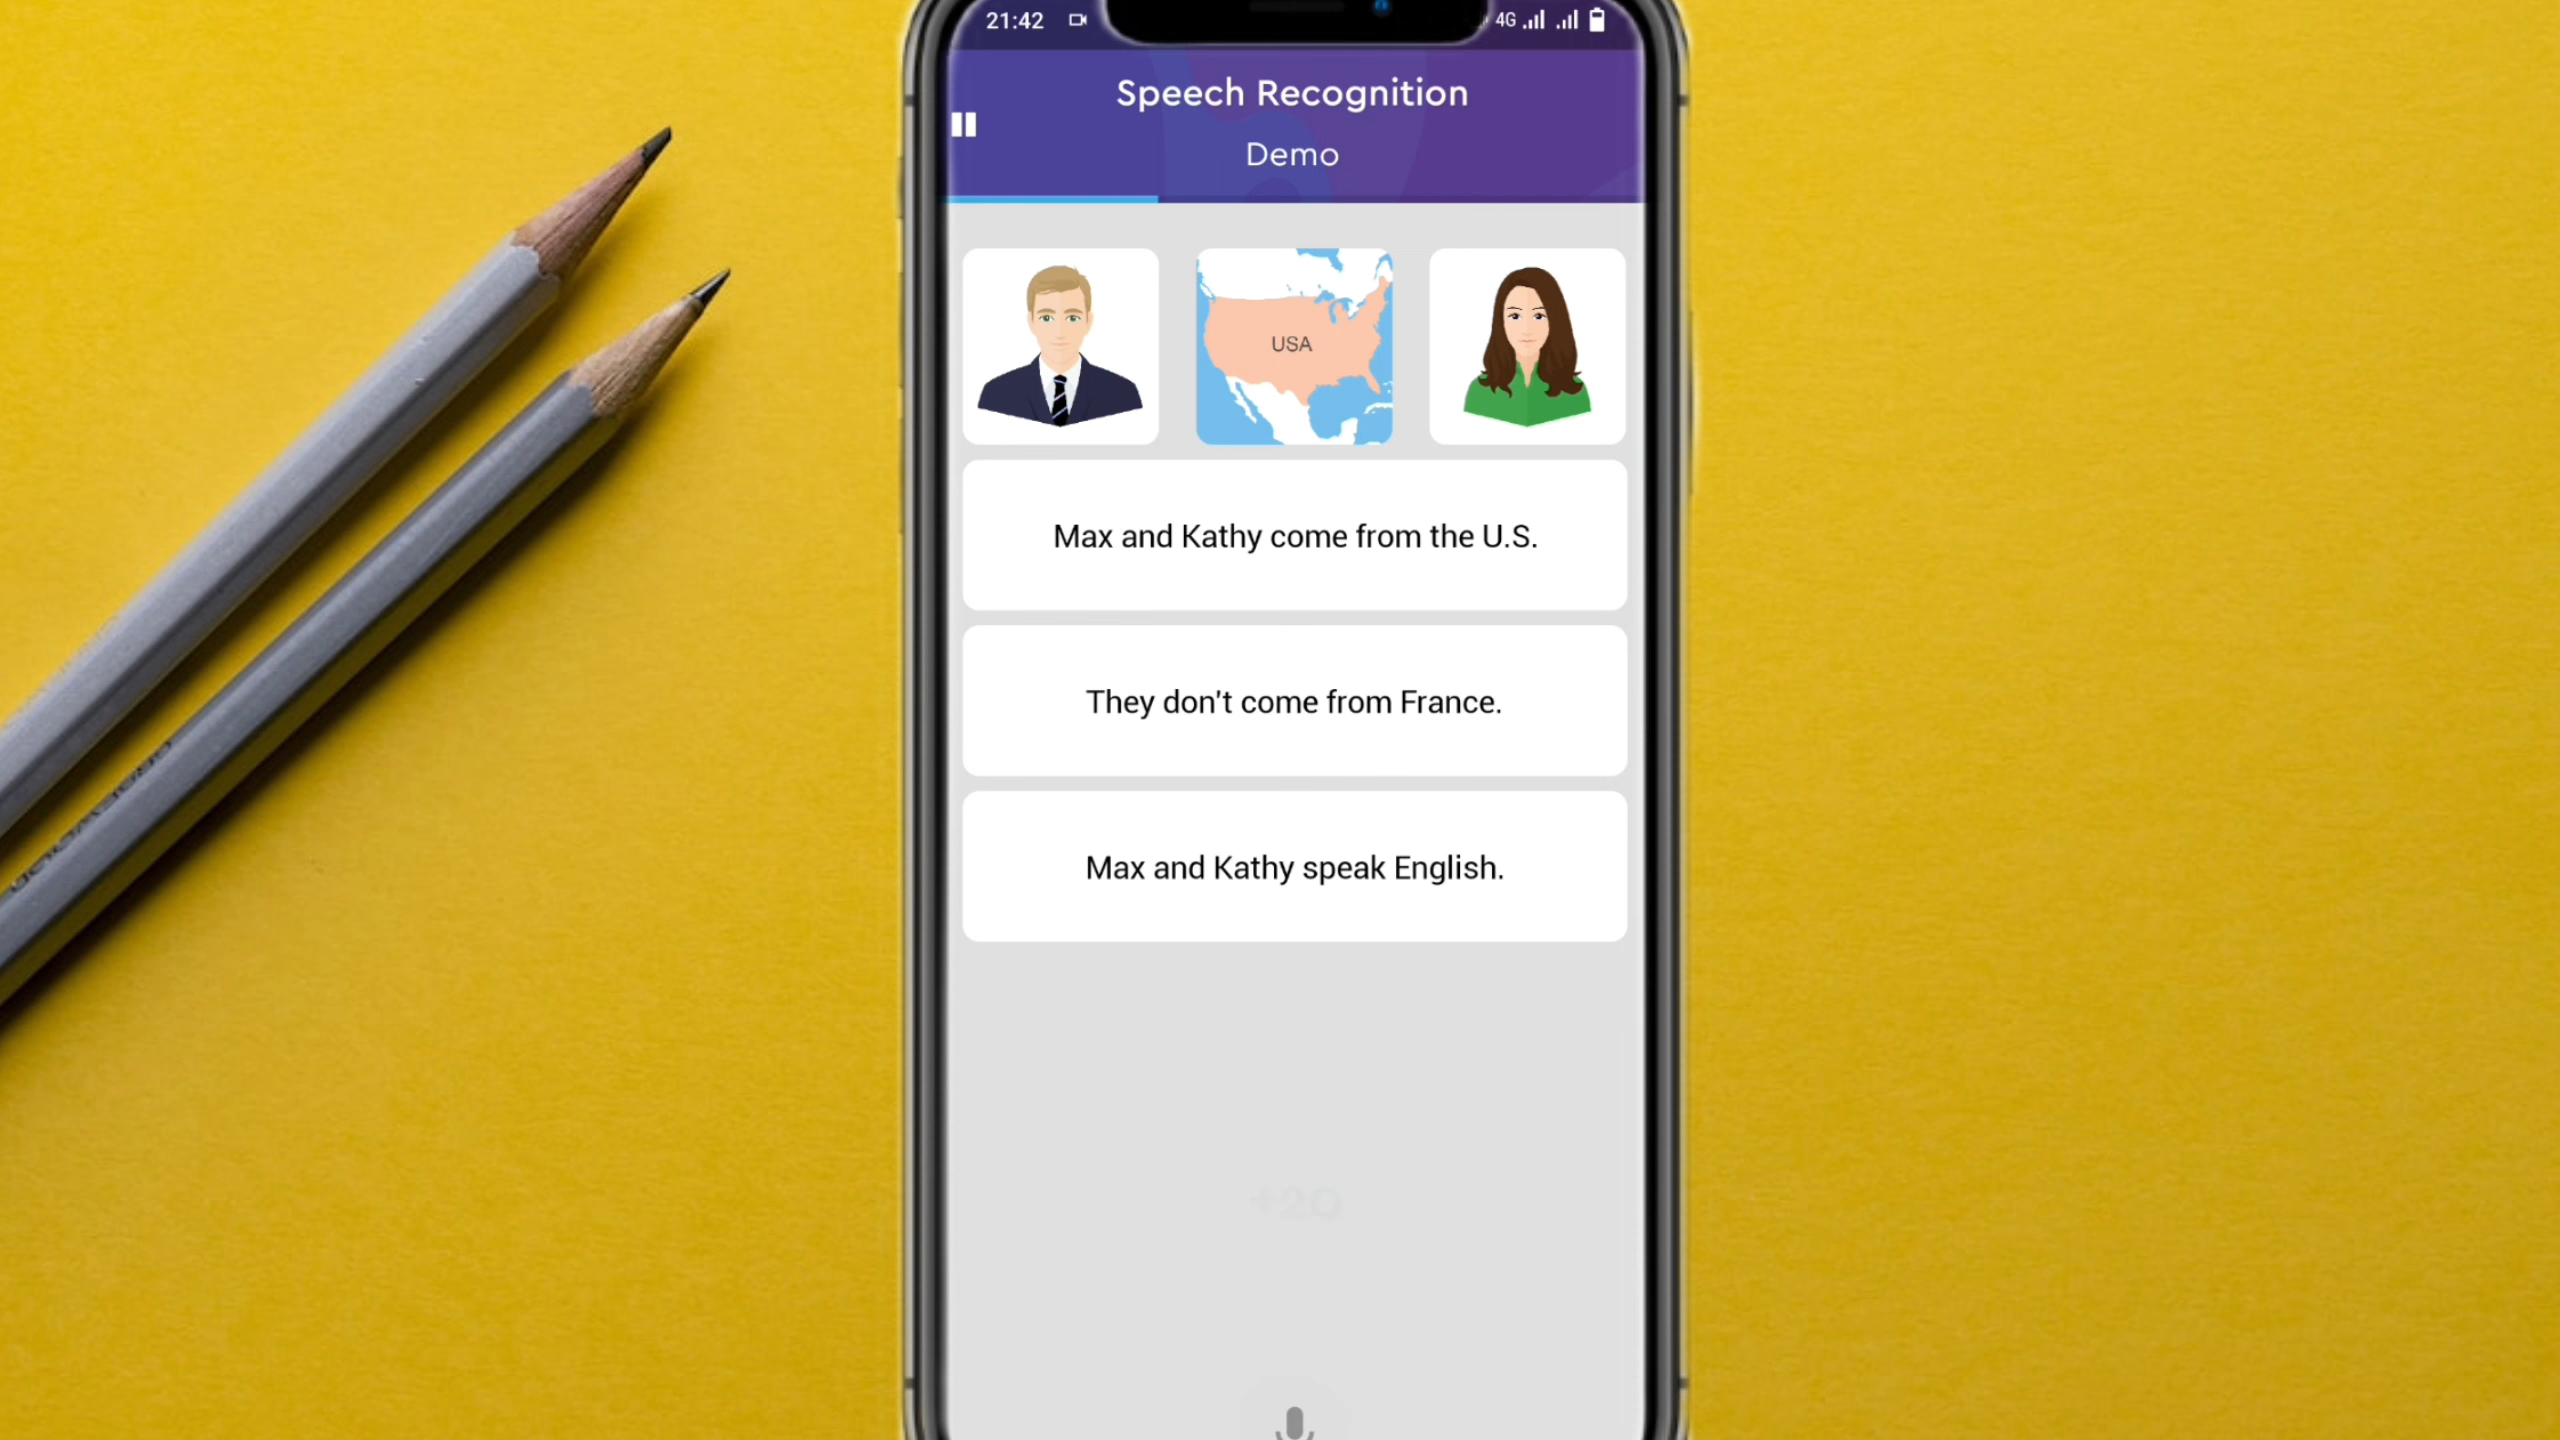 21:42
4G
Speech Recognition
Demo
USA
Max and Kathy come from the U.S.
They don't come from France.
Max and Kathy speak English.
+20